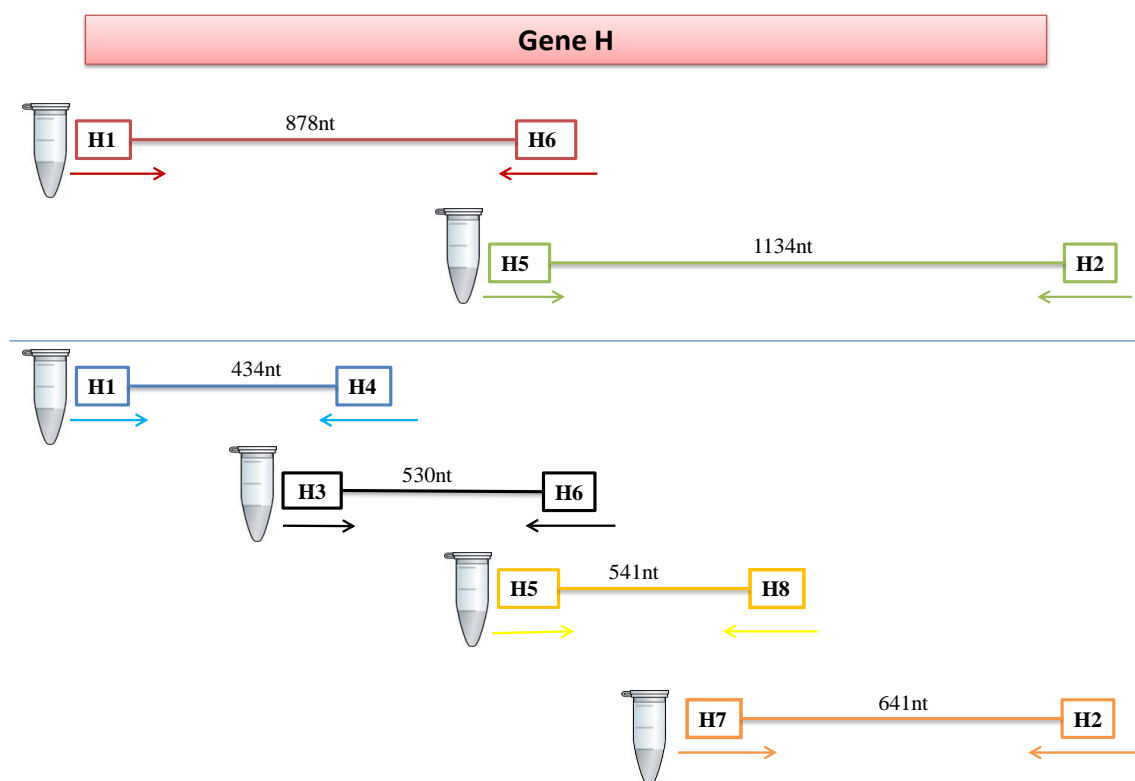 Gene H
878nt
H1 H6
1134nt
H5 H2
434nt
H1 H4
530nt
H3 H6
541nt
H5 H8
641nt
H7 H2